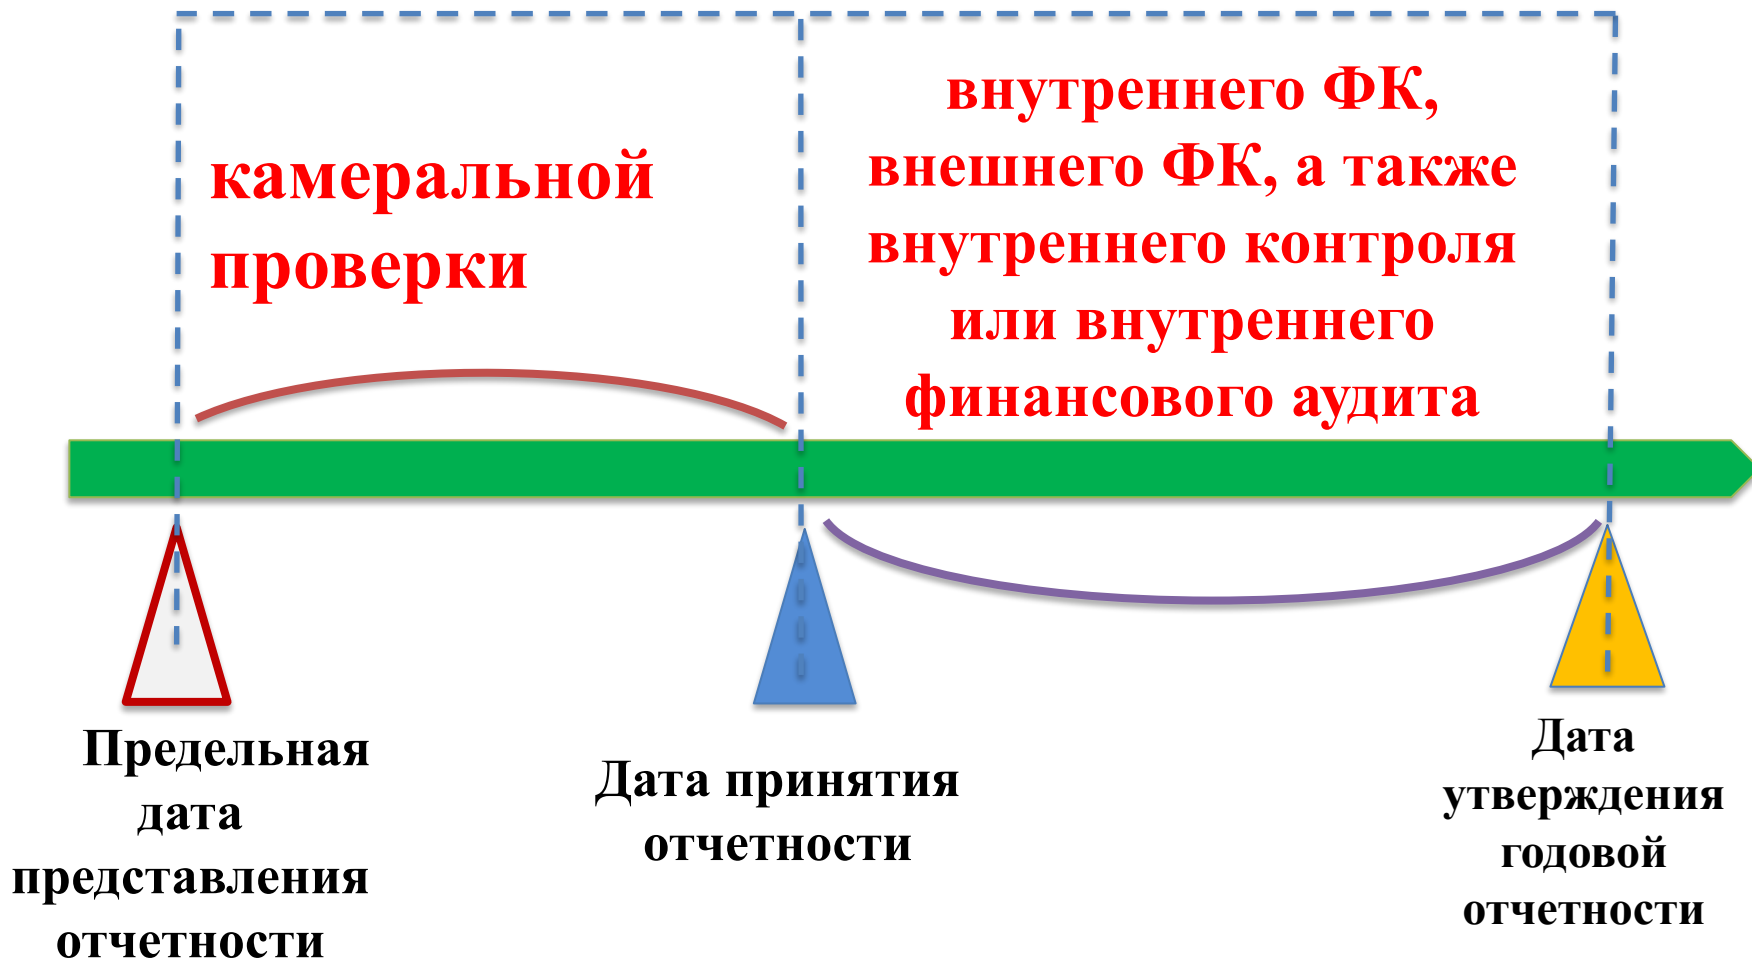 камеральной
проверки
внутреннего ФК,
внешнего ФК, а также
внутреннего контроля
или внутреннего
финансового аудита
Предельная
дата
представления
отчетности
Дата принятия
отчетности
Дата
утверждения
годовой
отчетности